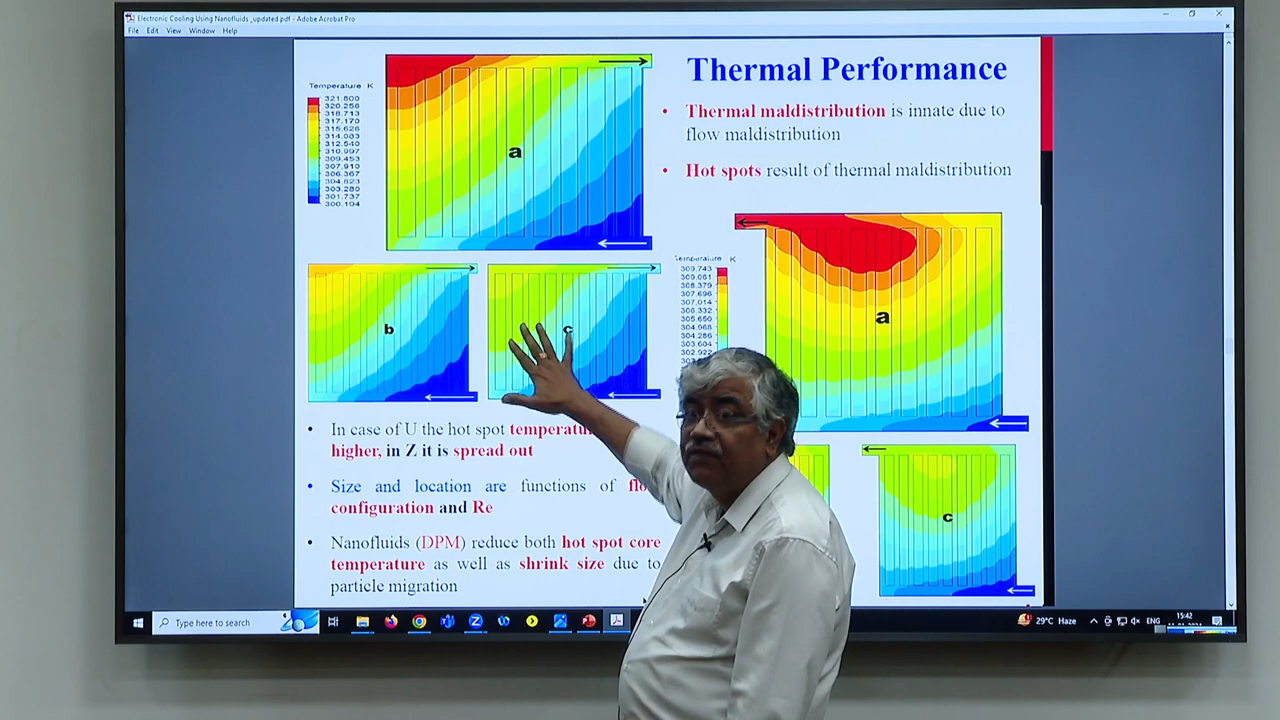 Electronic Cooling Using Nanofluids _updated.pdf - Adobe Acrobat Pro
File Edit View Window Help
Thermal Performance
• Thermal maldistribution is innate due to
flow maldistribution
• Hot spots result of thermal maldistribution
Temperature K
321.800
320.256
318.713
317.170
315.626
314.083
312.540
310.997
309.453
307.910
306.367
304.823
303.280
301.737
300.194
a
b
c
Temperature K
309.743
309.061
308.379
307.696
307.014
306.332
305.650
304.968
304.286
303.604
302.922
a
c
• In case of U the hot spot
higher, in Z it is spread out
• Size and location are functions of
configuration and Re
• Nanofluids (DPM) reduce both hot spot core
temperature as well as shrink size due to
particle migration
Type here to search
29°C Haze
ENG
15:42